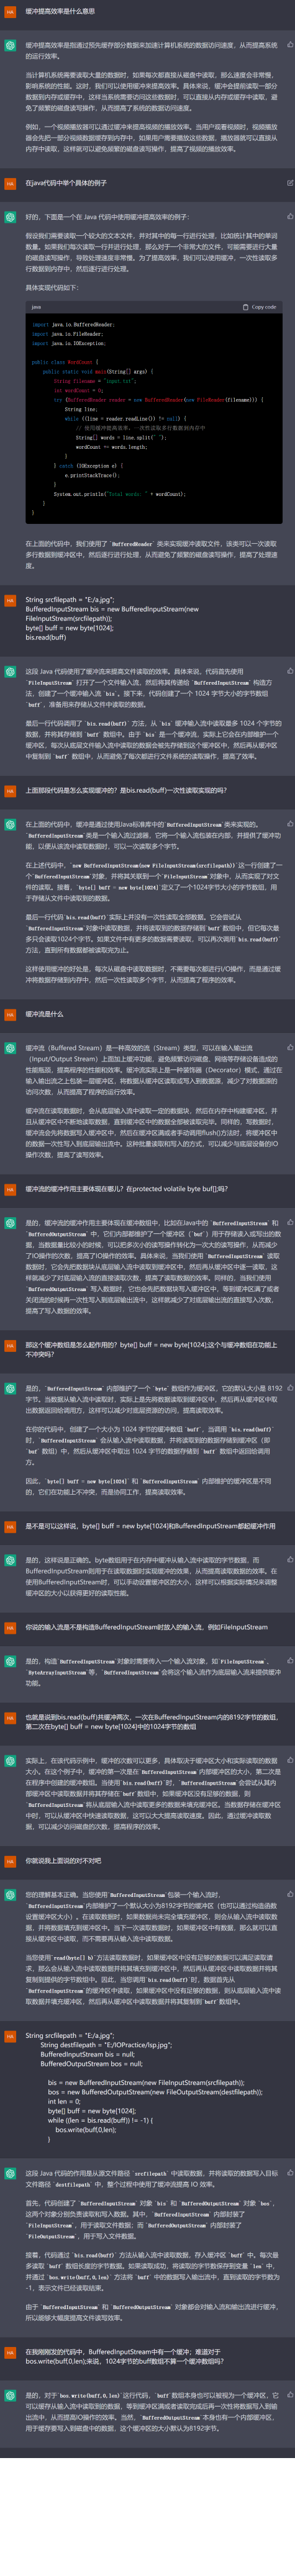 HA
缓冲提高效率是什么意思
缓冲提高效率是指通过预先缓存部分数据来加速计算机系统的数据访问速度，从而提高系统
的运行效率。
当计算机系统需要读取大量的数据时，如果每次都直接从磁盘中读取，那么速度会非常慢，
影响系统的性能。这时，我们可以使用缓冲来提高效率。具体来说，缓冲会提前读取一部分
数据到内存或缓存中，这样当系统需要访问这些数据时，可以直接从内存或缓存中读取，避
免了频繁的磁盘读写操作，从而提高了系统的数据访问速度。
例如，一个视频播放器可以通过缓冲来提高视频的播放效率。当用户观看视频时，视频播放
器会先把一部分视频数据缓存到内存中，如果用户需要播放这些数据，播放器就可以直接从
内存中读取，这样就可以避免频繁的磁盘读写操作，提高了视频的播放效率。
HA
在java代码中举个具体的例子
好的，下面是一个在 Java 代码中使用缓冲提高效率的例子：
假设我们需要读取一个较大的文本文件，并对其中的每一行进行处理，比如统计其中的单词
数量。如果我们每次读取一行并进行处理，那么对于一个非常大的文件，可能需要进行大量
的磁盘读写操作，导致处理速度非常慢。为了提高效率，我们可以使用缓冲，一次性读取多
行数据到内存中，然后逐行进行处理。
具体实现代码如下：
java
Copy code
import java.io.BufferedReader;
import java.io.FileReader;
import java.io.IOException;
public class WordCount {
public static void main(String[] args) {
String filename = "input.txt";
int wordCount = 0;
try (BufferedReader reader = new BufferedReader(new FileReader(filename))) {
String line;
while ((line = reader.readLine()) != null) {
// 使用缓冲提高效率，一次性读取多行数据到内存中
String[] words = line.split(" ");
wordCount += words.length;
}
} catch (IOException e) {
e.printStackTrace();
}
System.out.println("Total words: " + wordCount);
}
}
在上面的代码中，我们使用了 `BufferedReader` 类来实现缓冲读取文件，该类可以一次读取
多行数据到缓冲区中，然后逐行进行处理，从而避免了频繁的磁盘读写操作，提高了处理速
度。
HA
String srcfilepath = "E:/a.jpg";
BufferedInputStream bis = new BufferedInputStream(new
FileInputStream(srcfilepath));
byte[] buff = new byte[1024];
bis.read(buff)
这段 Java 代码使用了缓冲流来提高文件读取的效率。具体来说，代码首先使用
`FileInputStream` 打开了一个文件输入流，然后将其传递给 `BufferedInputStream` 构造方
法，创建了一个缓冲输入流 `bis`。接下来，代码创建了一个 1024 字节大小的字节数组
`buff`，准备用来存储从文件中读取的数据。
最后一行代码调用了 `bis.read(buff)` 方法，从 `bis` 缓冲输入流中读取最多 1024 个字节的
数据，并将其存储到 `buff` 数组中。由于 `bis` 是一个缓冲流，实际上它会在内部维护一个
缓冲区，每次从底层文件输入流中读取的数据会被先存储到这个缓冲区中，然后再从缓冲区
中复制到 `buff` 数组中，从而避免了每次都进行文件系统的读取操作，提高了效率。
HA
上面那段代码是怎么实现缓冲的？是bis.read(buff)一次性读取实现的吗？
在上面的代码中，缓冲是通过使用Java标准库中的`BufferedInputStream`类来实现的。
`BufferedInputStream`类是一个输入流过滤器，它将一个输入流包装在内部，并提供了缓冲功
能，以便从该流中读取数据时，可以一次读取多个字节。
在上述代码中，`new BufferedInputStream(new FileInputStream(srcfilepath))`这一行创建了一
个`BufferedInputStream`对象，并将其关联到一个`FileInputStream`对象中，从而实现了对文
件的读取。接着，`byte[] buff = new byte[1024]`定义了一个1024字节大小的字节数组，用
于存储从文件中读取到的数据。
最后一行代码`bis.read(buff)`实际上并没有一次性读取全部数据。它会尝试从
`BufferedInputStream`对象中读取数据，并将读取到的数据存储到`buff`数组中，但它每次最
多只会读取1024个字节。如果文件中有更多的数据需要读取，可以再次调用`bis.read(buff)`
方法，直到所有数据都被读取完为止。
这样使用缓冲的好处是，每次从磁盘中读取数据时，不需要每次都进行I/O操作，而是通过缓
冲将数据存储到内存中，然后一次性读取多个字节，从而提高了程序的效率。
HA
缓冲流是什么
缓冲流（Buffered Stream）是一种高效的流（Stream）类型，可以在输入输出流
（Input/Output Stream）上面加上缓冲功能，避免频繁访问磁盘、网络等存储设备造成的
性能瓶颈，提高程序的性能和效率。缓冲流实际上是一种装饰器（Decorator）模式，通过在
输入输出流之上包装一层缓冲区，将数据从缓冲区读取或写入到数据源，减少了对数据源的
访问次数，从而提高了程序的运行效率。
缓冲流在读取数据时，会从底层输入流中读取一定的数据块，然后在内存中构建缓冲区，并
且从缓冲区中不断地读取数据，直到缓冲区中的数据全部被读取完毕。同样的，写数据时，
缓冲流会先将数据写入缓冲区中，然后在缓冲区满或者手动调用flush()方法时，将缓冲区中
的数据一次性写入到底层输出流中。这种批量读取和写入的方式，可以减少与底层设备的IO
操作次数，提高了读写效率。
HA
缓冲流的缓冲作用主要体现在哪儿？在protected volatile byte buf[];吗？
是的，缓冲流的缓冲作用主要体现在缓冲数组中，比如在Java中的 `BufferedInputStream` 和
`BufferedOutputStream` 中，它们内部都维护了一个缓冲区（`buf`）用于存储读入或写出的数
据，当数据量比较小的时候，可以把多次小的读写操作转化为一次大的读写操作，从而减少
了IO操作的次数，提高了IO操作的效率。具体来说，当我们使用 `BufferedInputStream` 读取数
据时，它会先把数据块从底层输入流中读取到缓冲区中，然后再从缓冲区中逐一读取，这
样就减少了对底层输入流的直接读取次数，提高了读取数据的效率。同样的，当我们使用
`BufferedOutputStream` 写入数据时，它也会先把数据块写入缓冲区中，等到缓冲区满了或者
关闭流的时候再一次性写入到底层输出流中，这样就减少了对底层输出流的直接写入次数，
提高了写入数据的效率。
HA
那这个缓冲数组是怎么起作用的？byte[] buff = new byte[1024];这个与缓冲数组在功能上
不冲突吗？
是的，`BufferedInputStream` 内部维护了一个 `byte` 数组作为缓冲区，它的默认大小是 8192
字节。当数据从输入流中读取时，实际上是先将数据读取到缓冲区中，然后再从缓冲区中取
出数据返回给调用方，这样可以减少对底层资源的访问，提高读取效率。
在你的代码中，创建了一个大小为 1024 字节的缓冲数组 `buff`，当调用 `bis.read(buff)`
时，`BufferedInputStream` 会从输入流中读取数据，并将读取到的数据存储到缓冲区（即
`buf` 数组）中，然后从缓冲区中取出 1024 字节的数据存储到 `buff` 数组中返回给调用
方。
因此，`byte[] buff = new byte[1024]` 和 `BufferedInputStream` 内部维护的缓冲区是不同
的，它们在功能上不冲突，而是协同工作，提高读取效率。
HA
是不是可以这样说，byte[] buff = new byte[1024]和BufferedInputStream都起缓冲作用
是的，这样说是正确的。byte数组用于在内存中缓冲从输入流中读取的字节数据，而
BufferedInputStream则用于在读取数据时实现缓冲的效果，从而提高读取数据的效率。在
使用BufferedInputStream时，可以手动设置缓冲区的大小，这样可以根据实际情况来调整
缓冲区的大小以获得更好的读取性能。
HA
你说的输入流是不是构造BufferedInputStream时放入的输入流，例如FileInputStream
是的，构造`BufferedInputStream`对象时需要传入一个输入流对象，如`FileInputStream`、
`ByteArrayInputStream`等，`BufferedInputStream`会将这个输入流作为底层输入流来提供缓冲
功能。
HA
也就是说到bis.read(buff)共缓冲两次，一次在BufferedInputStream内的8192字节的数组，
第二次在byte[] buff = new byte[1024]中的1024字节的数组
实际上，在该代码示例中，缓冲的次数可以更多，具体取决于缓冲区大小和实际读取的数据
大小。在这个例子中，缓冲的第一次是在`BufferedInputStream`内部缓冲区的大小，第二次是
在程序中创建的缓冲数组。当使用`bis.read(buff)`时，`BufferedInputStream`会尝试从其内
部缓冲区中读取数据并将其存储在`buff`数组中，如果缓冲区没有足够的数据，则
`BufferedInputStream`将从底层输入流中读取更多的数据来填充缓冲区。当数据存储在缓冲区
中时，可以从缓冲区中快速读取数据，这可以大大提高读取速度。因此，通过缓冲读取数
据，可以减少访问磁盘的次数，提高程序的效率。
HA
你就说我上面说的对不对吧
您的理解基本正确。当您使用`BufferedInputStream`包装一个输入流时，
`BufferedInputStream`内部维护了一个默认大小为8192字节的缓冲区（也可以通过构造函数
设置缓冲区大小）。在读取数据时，如果数据尚未完全填充缓冲区，则会从输入流中读取数
据，并将数据填充到缓冲区中。当下一次读取数据时，如果缓冲区中有数据，那么就可以直
接从缓冲区中读取，而不需要再从输入流中读取数据。
当您使用`read(byte[] b)`方法读取数据时，如果缓冲区中没有足够的数据可以满足读取请
求，那么会从输入流中读取数据并将其填充到缓冲区中，然后再从缓冲区中读取数据并将其
复制到提供的字节数组中。因此，当您调用`bis.read(buff)`时，数据首先从
`BufferedInputStream`的缓冲区中读取，如果缓冲区中没有足够的数据，则从底层输入流中读
取数据并填充缓冲区，然后再从缓冲区中读取数据并将其复制到`buff`数组中。
HA
String srcfilepath = "E:/a.jpg";
String destfilepath = "E:/IOPractice/lsp.jpg";
BufferedInputStream bis = null;
BufferedOutputStream bos = null;
bis = new BufferedInputStream(new FileInputStream(srcfilepath));
bos = new BufferedOutputStream(new FileOutputStream(destfilepath));
int len = 0;
byte[] buff = new byte[1024];
while ((len = bis.read(buff)) != -1) {
bos.write(buff,0,len);
}
这段 Java 代码的作用是从源文件路径 `srcfilepath` 中读取数据，并将读取的数据写入目标
文件路径 `destfilepath` 中，整个过程中使用了缓冲流提高 IO 效率。
首先，代码创建了 `BufferedInputStream` 对象 `bis` 和 `BufferedOutputStream` 对象 `bos`，
这两个对象分别负责读取和写入数据。其中，`BufferedInputStream` 内部封装了
`FileInputStream`，用于读取文件数据；而 `BufferedOutputStream` 内部封装了
`FileOutputStream`，用于写入文件数据。
接着，代码通过 `bis.read(buff)` 方法从输入流中读取数据，存入缓冲区 `buff` 中。每次最
多读取 `buff` 数组长度的字节数据。如果读取成功，将读取的字节数保存到变量 `len` 中，
并通过 `bos.write(buff,0,len)` 方法将 `buff` 中的数据写入输出流中，直到读取的字节数为
-1，表示文件已经读取结束。
由于 `BufferedInputStream` 和 `BufferedOutputStream` 对象都会对输入流和输出流进行缓冲，
所以能够大幅度提高文件读写效率。
HA
在我刚刚发的代码中，BufferedInputStream中有一个缓冲；难道对于
bos.write(buff,0,len);来说，1024字节的buff数组不算一个缓冲数组吗？
是的，对于`bos.write(buff,0,len)`这行代码，`buff`数组本身也可以被视为一个缓冲区，它
可以缓存从输入流中读取到的数据，等到缓冲区满或者读取完成后再一次性将数据写入到输
出流中，从而提高IO操作的效率。当然，`BufferedOutputStream`本身也有一个内部缓冲区，
用于缓存要写入到磁盘中的数据，这个缓冲区的大小默认为8192字节。